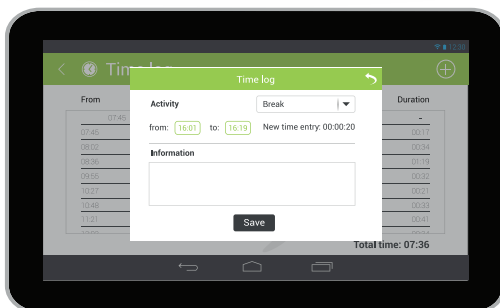 12:30
Time log
Time log
From
Duration
Activity
Break
07:45
-
from: 16:01 to: 16:19 New time entry: 00:00:20
07:45
00:17
08:02
00:34
Information
08:36
01:19
09:55
00:32
10:27
00:21
10:48
00:33
11:21
00:41
Save
Total time: 07:36